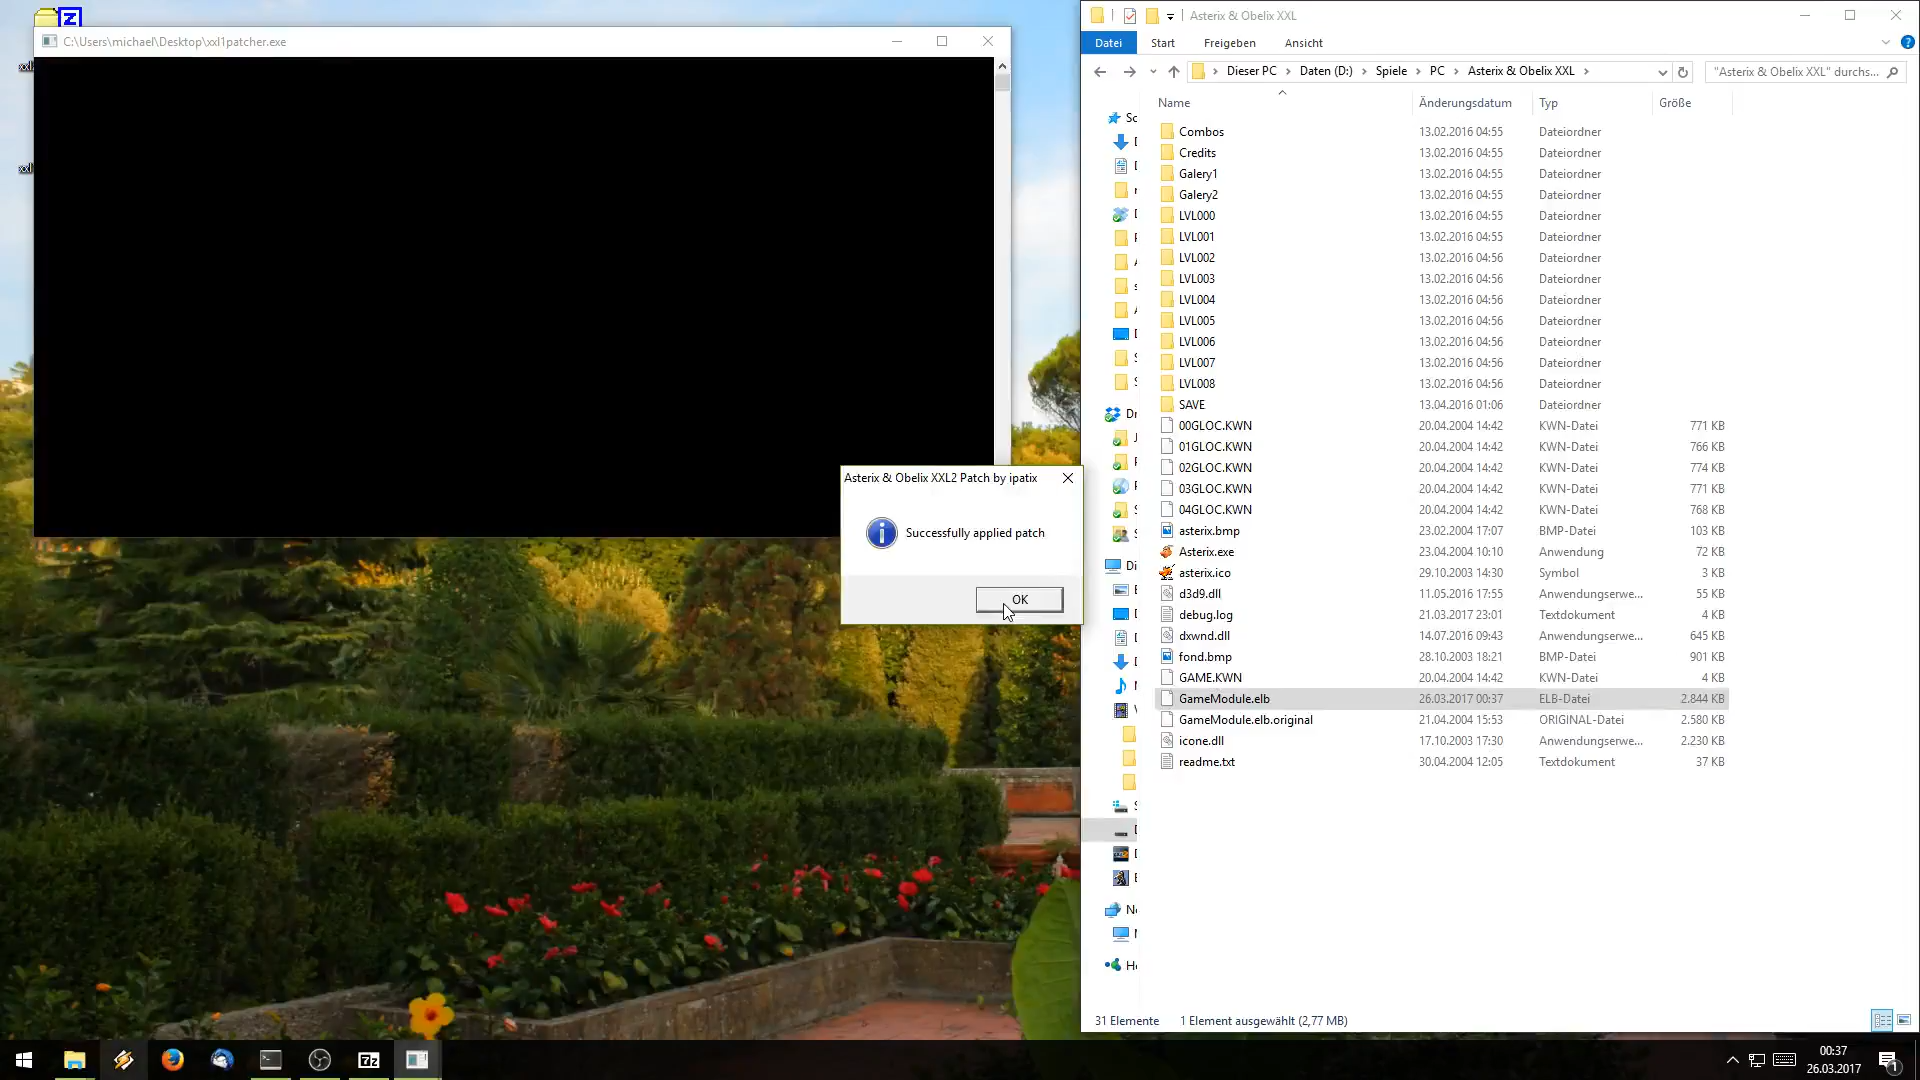 C:\Users\michael\Desktop\xxl1patcher.exe
Asterix & Obelix XXL2 Patch by ipatix
Successfully applied patch
OK
Asterix & Obelix XXL
Datei Start Freigeben Ansicht
Dieser PC > Daten (D:) > Spiele > PC > Asterix & Obelix XXL >
"Asterix & Obelix XXL" durchs...
Name Änderungsdatum Typ Größe
Combos 13.02.2016 04:55 Dateiordner
Credits 13.02.2016 04:55 Dateiordner
Galery1 13.02.2016 04:55 Dateiordner
Galery2 13.02.2016 04:55 Dateiordner
LVL000 13.02.2016 04:55 Dateiordner
LVL001 13.02.2016 04:55 Dateiordner
LVL002 13.02.2016 04:56 Dateiordner
LVL003 13.02.2016 04:56 Dateiordner
LVL004 13.02.2016 04:56 Dateiordner
LVL005 13.02.2016 04:56 Dateiordner
LVL006 13.02.2016 04:56 Dateiordner
LVL007 13.02.2016 04:56 Dateiordner
LVL008 13.02.2016 04:56 Dateiordner
SAVE 13.04.2016 01:06 Dateiordner
00GLOC.KWN 20.04.2004 14:42 KWN-Datei 771 KB
01GLOC.KWN 20.04.2004 14:42 KWN-Datei 766 KB
02GLOC.KWN 20.04.2004 14:42 KWN-Datei 774 KB
03GLOC.KWN 20.04.2004 14:42 KWN-Datei 771 KB
04GLOC.KWN 20.04.2004 14:42 KWN-Datei 768 KB
asterix.bmp 23.02.2004 17:07 BMP-Datei 103 KB
Asterix.exe 23.04.2004 10:10 Anwendung 72 KB
asterix.ico 29.10.2003 14:30 Symbol 3 KB
d3d9.dll 11.05.2016 17:55 Anwendungserwe... 55 KB
debug.log 21.03.2017 23:01 Textdokument 4 KB
dxwnd.dll 14.07.2016 09:43 Anwendungserwe... 645 KB
fond.bmp 28.10.2003 18:21 BMP-Datei 901 KB
GAME.KWN 20.04.2004 14:42 KWN-Datei 4 KB
GameModule.elb 26.03.2017 00:37 ELB-Datei 2.844 KB
GameModule.elb.original 21.04.2004 15:53 ORIGINAL-Datei 2.580 KB
icone.dll 17.10.2003 17:30 Anwendungserwe... 2.230 KB
readme.txt 30.04.2004 12:05 Textdokument 37 KB
31 Elemente 1 Element ausgewählt (2,77 MB)
00:37
26.03.2017